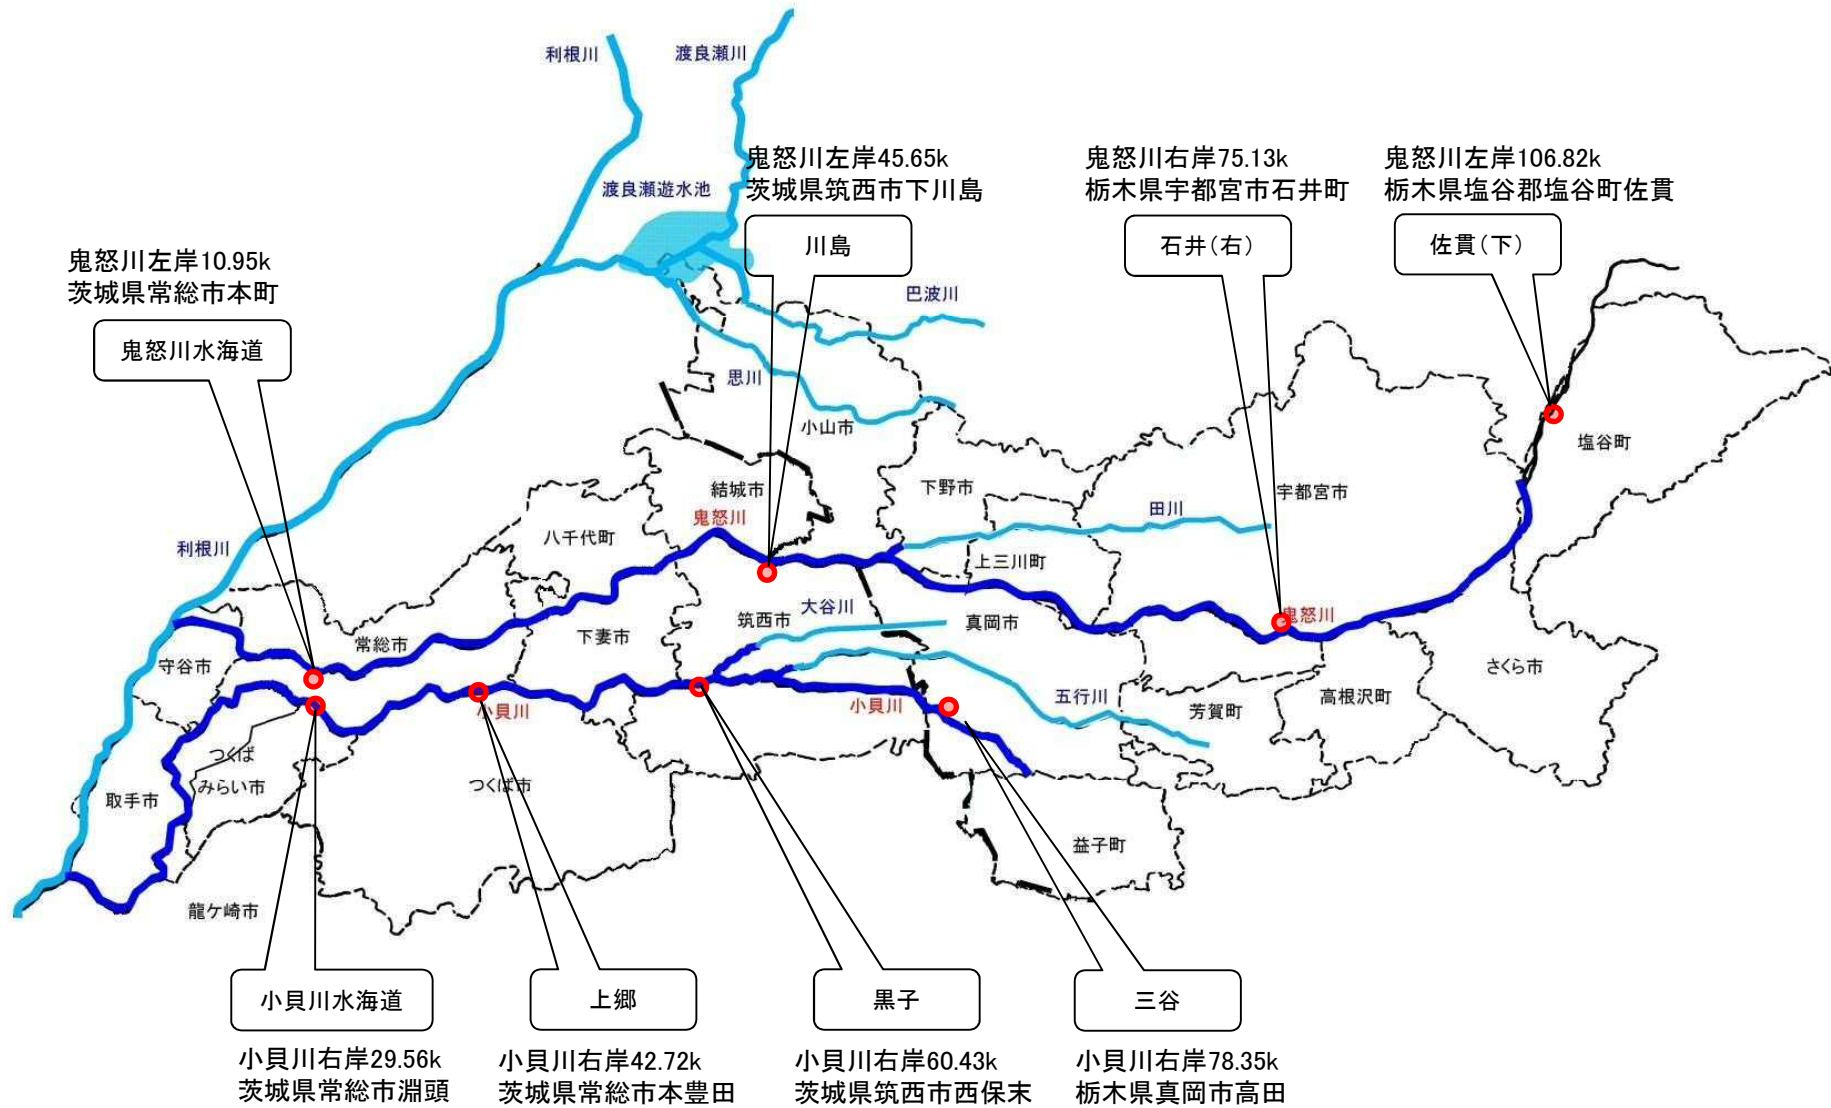 利根川
渡良瀬川
鬼怒川左岸45.65k
茨城県筑西市下川島
鬼怒川右岸75.13k
栃木県宇都宮市石井町
鬼怒川左岸106.82k
栃木県塩谷郡塩谷町佐貫
渡良瀬遊水池
川島
石井（右）
佐貫（下）
鬼怒川左岸10.95k
茨城県常総市本町
鬼怒川水海道
巴波川
思川
小山市
塩谷町
結城市
下野市
宇都宮市
鬼怒川
田川
八千代町
利根川
上三川町
大谷川
筑西市
真岡市
鬼怒川
常総市
下妻市
守谷市
さくら市
五行川
高根沢町
芳賀町
小貝川
小貝川
つくば
みらい市
取手市
つくば市
益子町
龍ケ崎市
小貝川水海道
上郷
黒子
三谷
小貝川右岸29.56k
茨城県常総市淵頭
小貝川右岸42.72k
茨城県常総市本豊田
小貝川右岸60.43k
茨城県筑西市西保末
小貝川右岸78.35k
栃木県真岡市高田